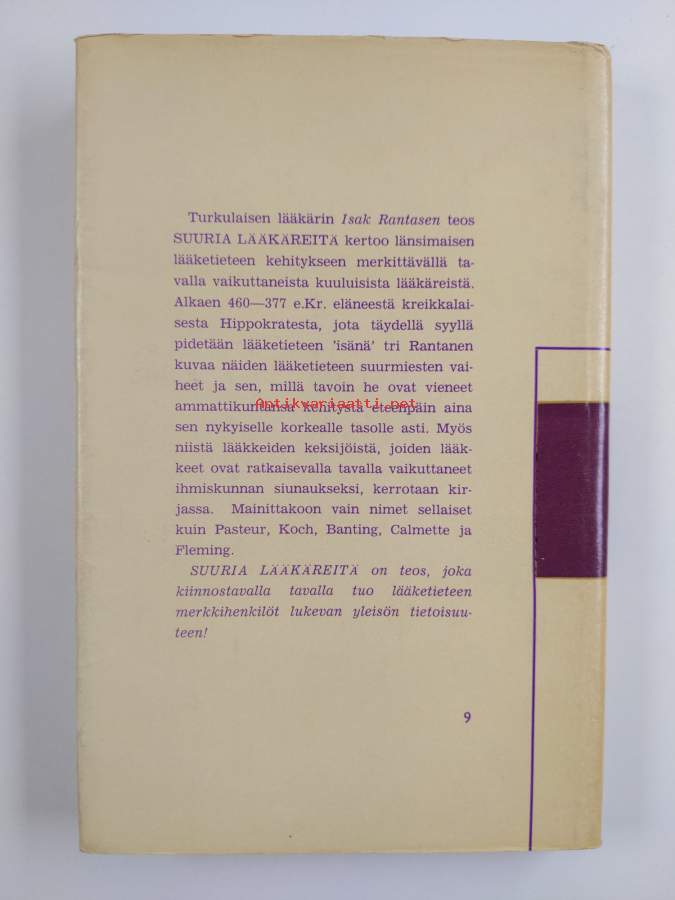 Turkulaisen lääkärin Isak Rantasen teos
SUURIA LÄÄKÄREITÄ kertoo länsimaisen
lääketieteen kehitykseen merkittävällä ta-
valla vaikuttaneista kuuluisista lääkäreistä.
Alkaen 460—377 e.Kr. eläneestä kreikkalai-
sesta Hippokratesta, jota täydellä syyllä
pidetään lääketieteen 'isänä' tri Rantanen
kuvaa näiden lääketieteen suurmiesten vai-
heet ja sen, millä tavoin he ovat vieneet
Antikvariaatti.net
ammattikuntansa kehitystä eteenpäin aina
sen nykyiselle korkealle tasolle asti. Myös
niistä lääkkeiden keksijöistä, joiden lääk-
keet ovat ratkaisevalla tavalla vaikuttaneet
ihmiskunnan siunaukseksi, kerrotaan kir-
jassa. Mainittakoon vain nimet sellaiset
kuin Pasteur, Koch, Banting, Calmette ja
Fleming.
SUURIA LÄÄKÄREITÄ on teos, joka
kiinnostavalla tavalla tuo lääketieteen
merkkihenkilöt lukevan yleisön tietoisuu-
teen!
9